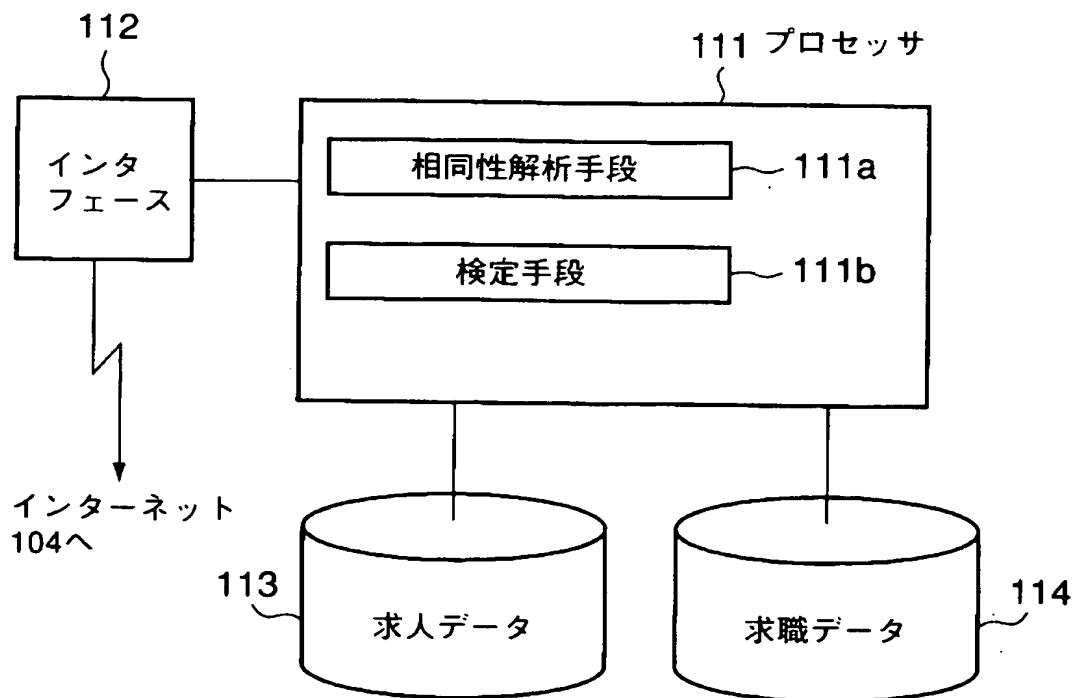 112
111 プロセッサ
インタ
フェース
相同性解析手段
111a
検定手段
111b
インターネット
104へ
113
求人データ
求職データ
114